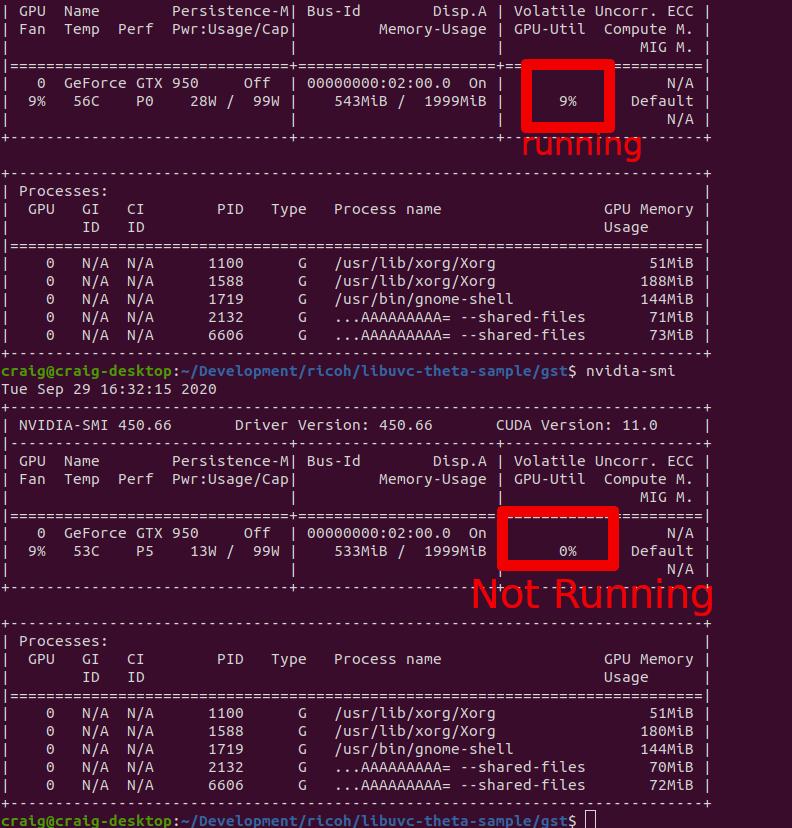 | GPU  Name        Persistence-M| Bus-Id        Disp.A | Volatile Uncorr. ECC |
| Fan  Temp  Perf  Pwr:Usage/Cap|         Memory-Usage | GPU-Util  Compute M. |
|                               |                      |               MIG M. |
|===============================+======================+======================|
|   0  GeForce GTX 950     Off  | 00000000:02:00.0  On |                  N/A |
|  9%   56C    P0    28W /  99W |    543MiB /  1999MiB |      9%      Default |
|                               |                      |                  N/A |
+-------------------------------+----------------------+----------------------+
running
+-----------------------------------------------------------------------------+
| Processes:                                                                  |
|  GPU   GI   CI        PID   Type   Process name                  GPU Memory |
|        ID   ID                                                   Usage      |
|=============================================================================|
|    0   N/A  N/A      1100      G   /usr/lib/xorg/Xorg                 51MiB |
|    0   N/A  N/A      1588      G   /usr/lib/xorg/Xorg                188MiB |
|    0   N/A  N/A      1719      G   /usr/bin/gnome-shell              144MiB |
|    0   N/A  N/A      2132      G   ...AAAAAAAAA= --shared-files       71MiB |
|    0   N/A  N/A      6606      G   ...AAAAAAAAA= --shared-files       73MiB |
+-----------------------------------------------------------------------------+
craig@craig-desktop:~/Development/ricoh/libuvc-theta-sample/gst$ nvidia-smi
Tue Sep 29 16:32:15 2020
+-----------------------------------------------------------------------------+
| NVIDIA-SMI 450.66       Driver Version: 450.66       CUDA Version: 11.0     |
|-------------------------------+----------------------+----------------------+
| GPU  Name        Persistence-M| Bus-Id        Disp.A | Volatile Uncorr. ECC |
| Fan  Temp  Perf  Pwr:Usage/Cap|         Memory-Usage | GPU-Util  Compute M. |
|                               |                      |               MIG M. |
|===============================+======================+======================|
|   0  GeForce GTX 950     Off  | 00000000:02:00.0  On |                  N/A |
|  9%   53C    P5    13W /  99W |    533MiB /  1999MiB |      0%      Default |
|                               |                      |                  N/A |
+-------------------------------+----------------------+----------------------+
Not Running
+-----------------------------------------------------------------------------+
| Processes:                                                                  |
|  GPU   GI   CI        PID   Type   Process name                  GPU Memory |
|        ID   ID                                                   Usage      |
|=============================================================================|
|    0   N/A  N/A      1100      G   /usr/lib/xorg/Xorg                 51MiB |
|    0   N/A  N/A      1588      G   /usr/lib/xorg/Xorg                180MiB |
|    0   N/A  N/A      1719      G   /usr/bin/gnome-shell              144MiB |
|    0   N/A  N/A      2132      G   ...AAAAAAAAA= --shared-files       70MiB |
|    0   N/A  N/A      6606      G   ...AAAAAAAAA= --shared-files       72MiB |
+-----------------------------------------------------------------------------+
craig@craig-desktop:~/Development/ricoh/libuvc-theta-sample/gst$